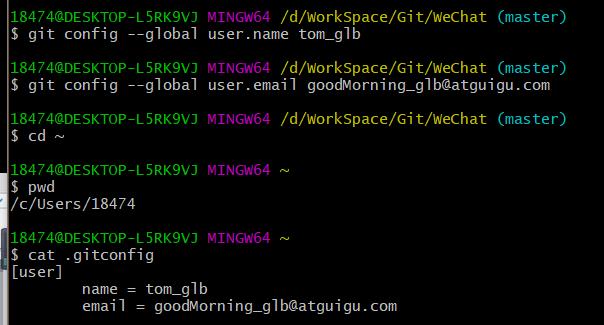 18474@DESKTOP-L5RK9VJ MINGW64 /d/WorkSpace/Git/WeChat (master)
$ git config --global user.name tom_glb
18474@DESKTOP-L5RK9VJ MINGW64 /d/WorkSpace/Git/WeChat (master)
$ git config --global user.email goodMorning_glb@atguigu.com
18474@DESKTOP-L5RK9VJ MINGW64 /d/WorkSpace/Git/WeChat (master)
$ cd ~
18474@DESKTOP-L5RK9VJ MINGW64 ~
$ pwd
/c/Users/18474
18474@DESKTOP-L5RK9VJ MINGW64 ~
$ cat .gitconfig
[user]
        name = tom_glb
        email = goodMorning_glb@atguigu.com